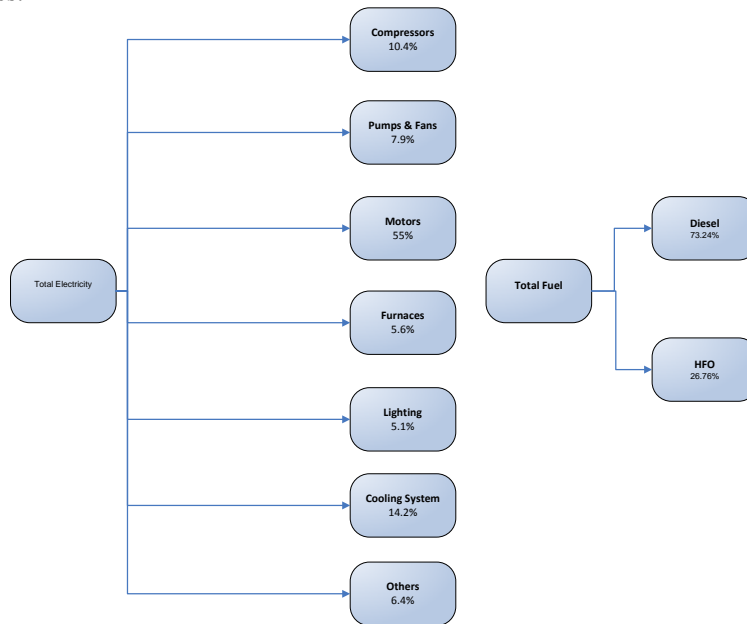 Compressors
10.4%
Pumps & Fans
7.9%
Motors
55%
Total Electricity
Furnaces
5.6%
Lighting
5.1%
Cooling System
14.2%
Others
6.4%
Total Fuel
Diesel
73.24%
HFO
26.76%